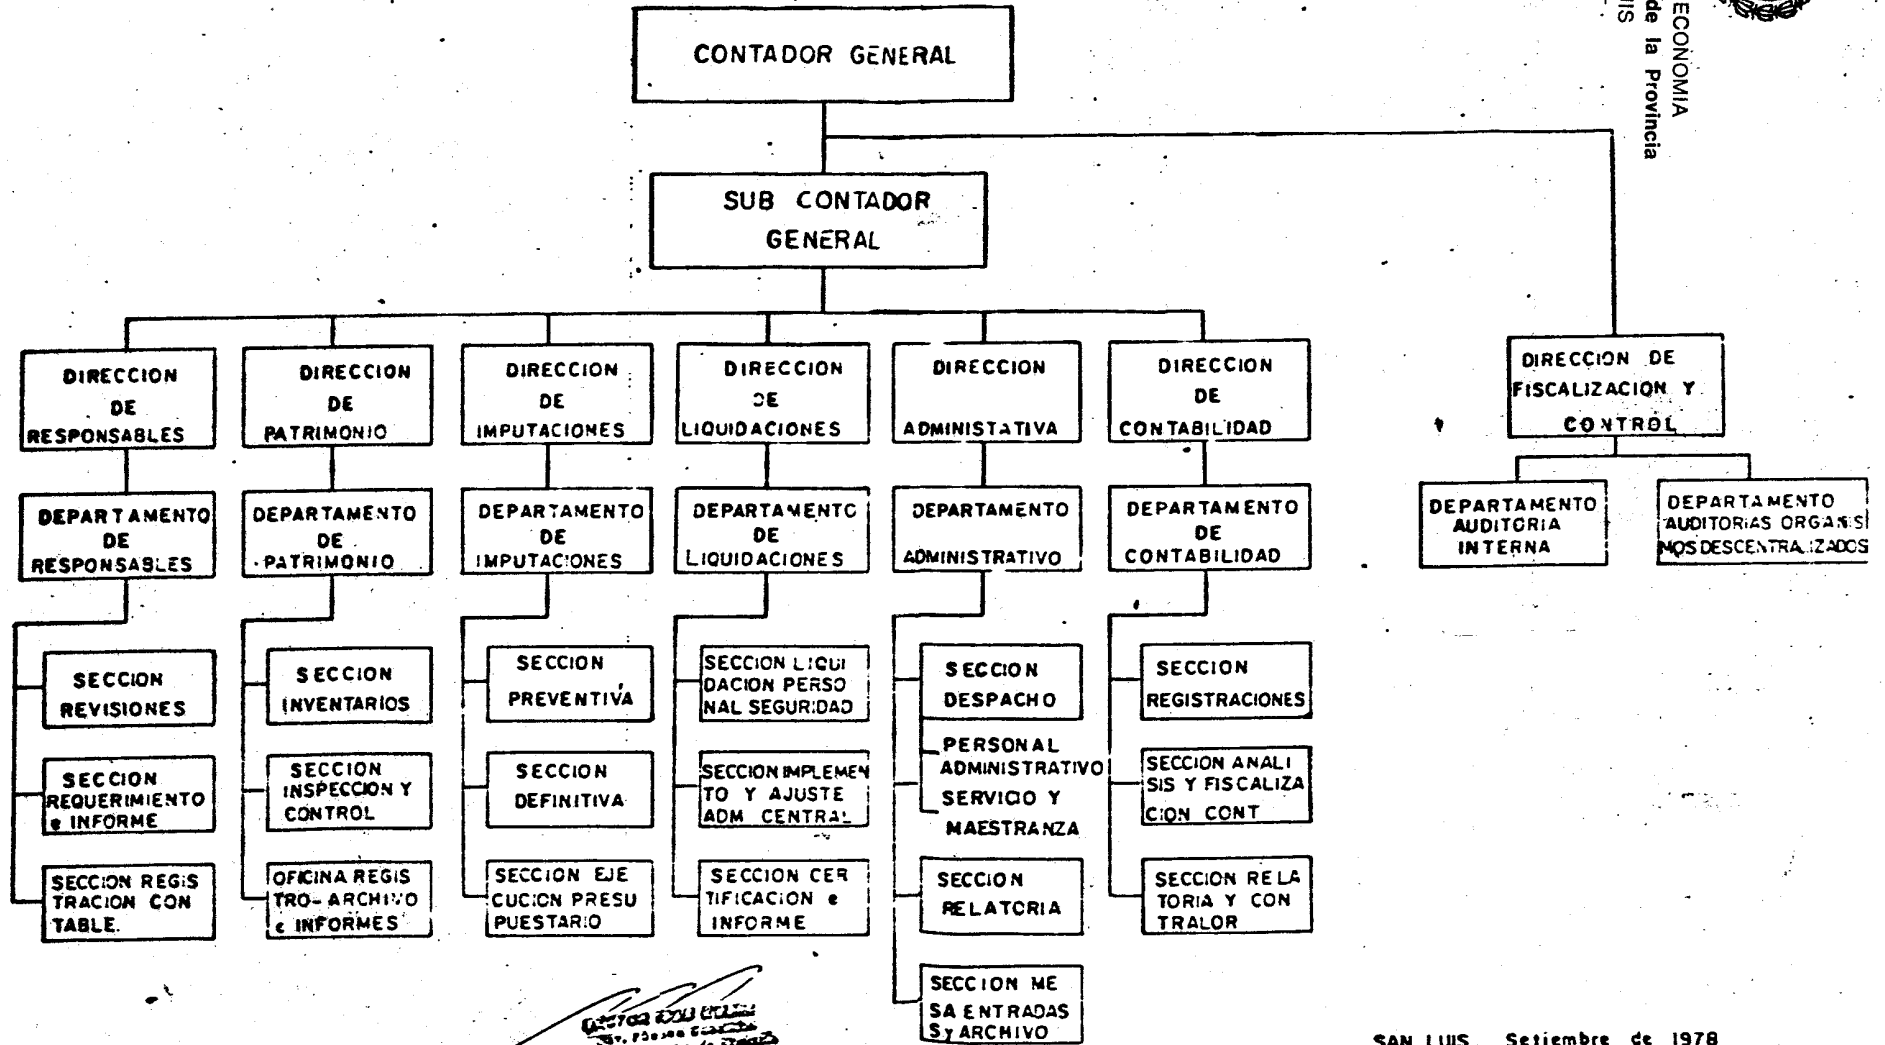 ECONOMIA
de la Provincia
CONTADOR GENERAL
SUB CONTADOR
GENERAL
DIRECCION
DE
RESPONSABLES
DIRECCION
DE
PATRIMONIO
DIRECCION
DE
IMPUTACIONES
DIRECCION
DE
LIQUIDACIONES
DIRECCION
ADMINISTATIVA
DIRECCION
DE
CONTABILIDAD
DIRECCION DE
FISCALIZACION Y
CONTROL
DEPARTAMENTO
DE
RESPONSABLES
DEPARTAMENTO
DE
PATRIMONIO
DEPARTAMENTO
DE
IMPUTACIONES
DEPARTAMENTO
DE
LIQUIDACIONES
DEPARTAMENTO
ADMINISTRATIVO
DEPARTAMENTO
DE
CONTABILIDAD
DEPARTAMENTO
AUDITORIA
INTERNA
DEPARTAMENTO
AUDITORIAS ORGANIS
MOS DESCENTRALIZADOS
SECCION
REVISIONES
SECCION
REQUERIMIENTO
e INFORME
SECCION REGIS
TRACION CON
TABLE.
SECCION
INVENTARIOS
SECCION
INSPECCION Y
CONTROL
OFICINA REGIS
TRO-ARCHIVO
e INFORMES
SECCION
PREVENTIVA
SECCION
DEFINITIVA
SECCION EJE
CUCION PRESU
PUESTARIO
SECCION LIQUI
DACION PERSO
NAL SEGURIDAD
SECCION IMPLEMEN
TO Y AJUSTE
ADM CENTRAL
SECCION CER
TIFICACION e
INFORME
SECCION
DESPACHO
PERSONAL
ADMINISTRATIVO
SERVICIO Y
MAESTRANZA
SECCION
RELATORIA
SECCION ME
SA ENTRADAS
S y ARCHIVO
SECCION
REGISTRACIONES
SECCION ANALI
SIS Y FISCALIZA
CION CONT
SECCION RELA
TORIA Y CON
TRALOR
SAN LUIS, Setiembre de 1978